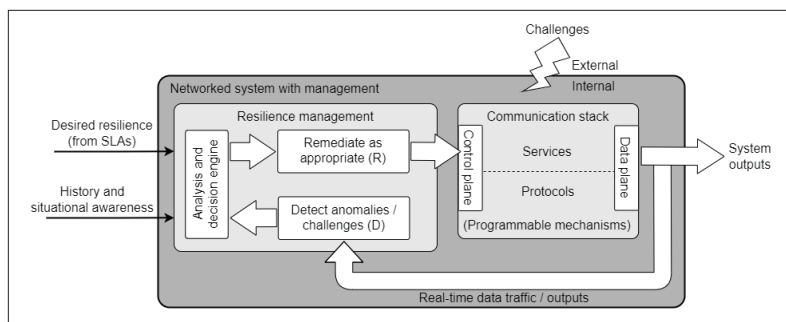 Challenges
External
Internal
Networked system with management
Resilience management
Communication stack
Desired resilience
(from SLAs)
History and
situational awareness
Analysis and
decision engine
Remediate as
appropriate (R)
Detect anomalies /
challenges (D)
Control plane
Services
Protocols
Data plane
(Programmable mechanisms)
System
outputs
Real-time data traffic / outputs